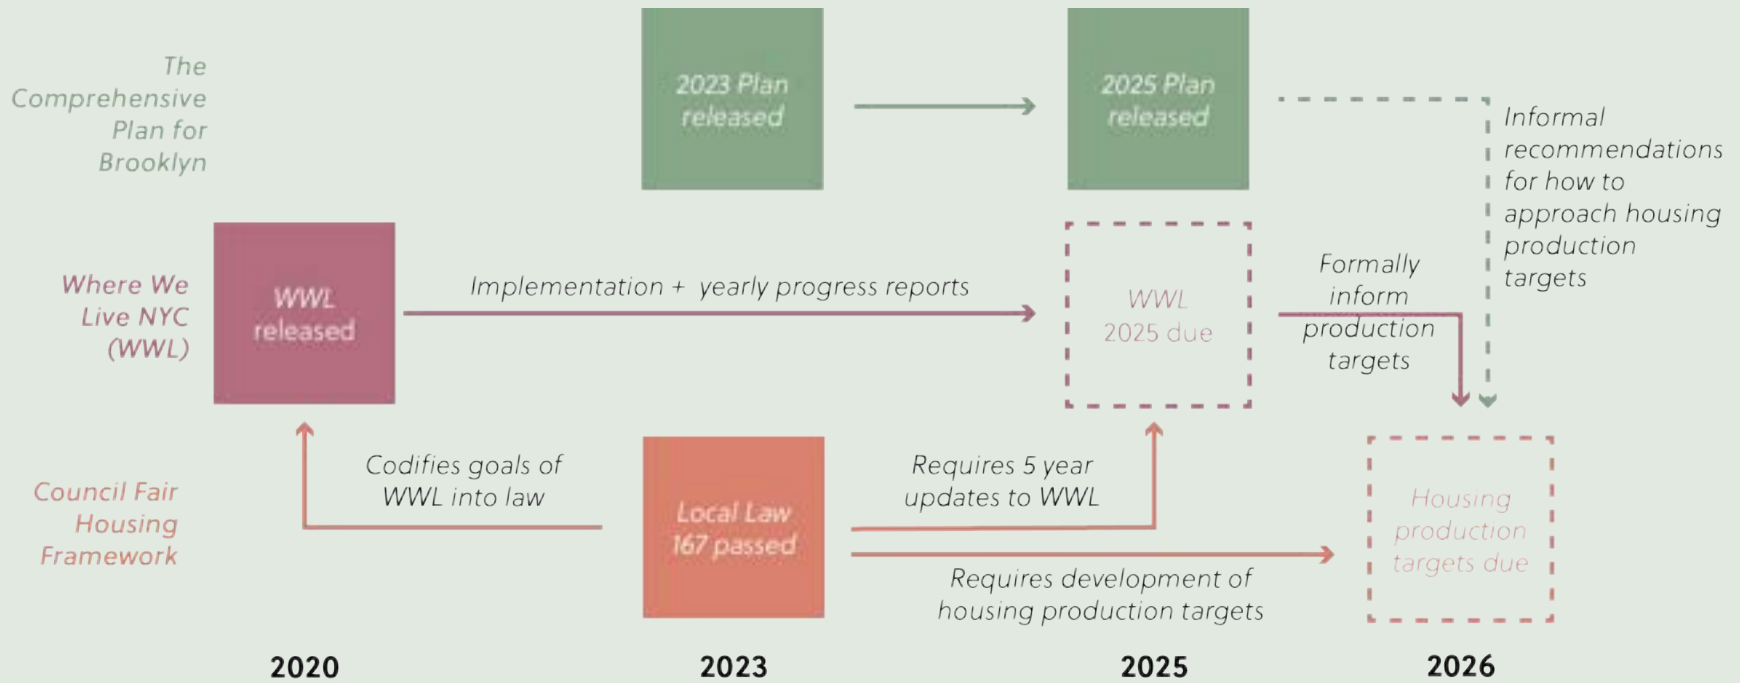 The
Comprehensive
Plan for
Brooklyn
2023 Plan
released
2025 Plan
released
Informal
recommendations
for how to
approach housing
production
targets
Where We
Live NYC
(WWL)
WWL
released
Implementation + yearly progress reports
WWL
2025 due
Formally
inform
production
targets
Council Fair
Housing
Framework
Codifies goals of
WWL into law
Local Law
167 passed
Requires 5 year
updates to WWL
Requires development of
housing production targets
Housing
production
targets due
2020
2023
2025
2026